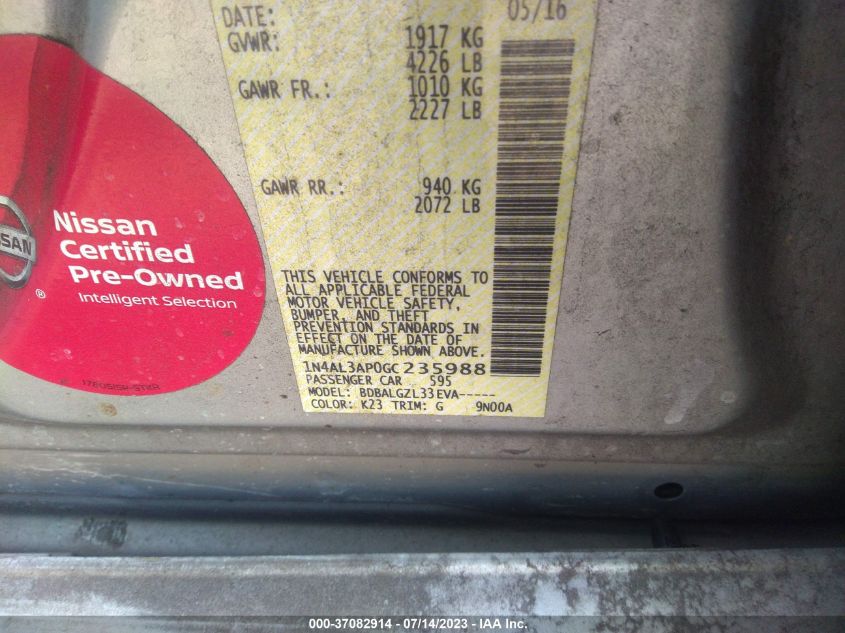 DATE: 05/16
GVWR: 1917 KG
4226 LB
GAWR FR.: 1010 KG
2227 LB
GAWR RR.: 940 KG
2072 LB
THIS VEHICLE CONFORMS TO
ALL APPLICABLE FEDERAL
MOTOR VEHICLE SAFETY,
BUMPER, AND THEFT
PREVENTION STANDARDS IN
EFFECT ON THE DATE OF
MANUFACTURE SHOWN ABOVE.
1N4AL3AP0GC235988
PASSENGER CAR 595
MODEL: BDBALGZL33EVA-----
COLOR: K23 TRIM: G 9N00A
Nissan
Certified
Pre-Owned
®
Intelligent Selection
000-37082914 - 07/14/2023 - IAA Inc.